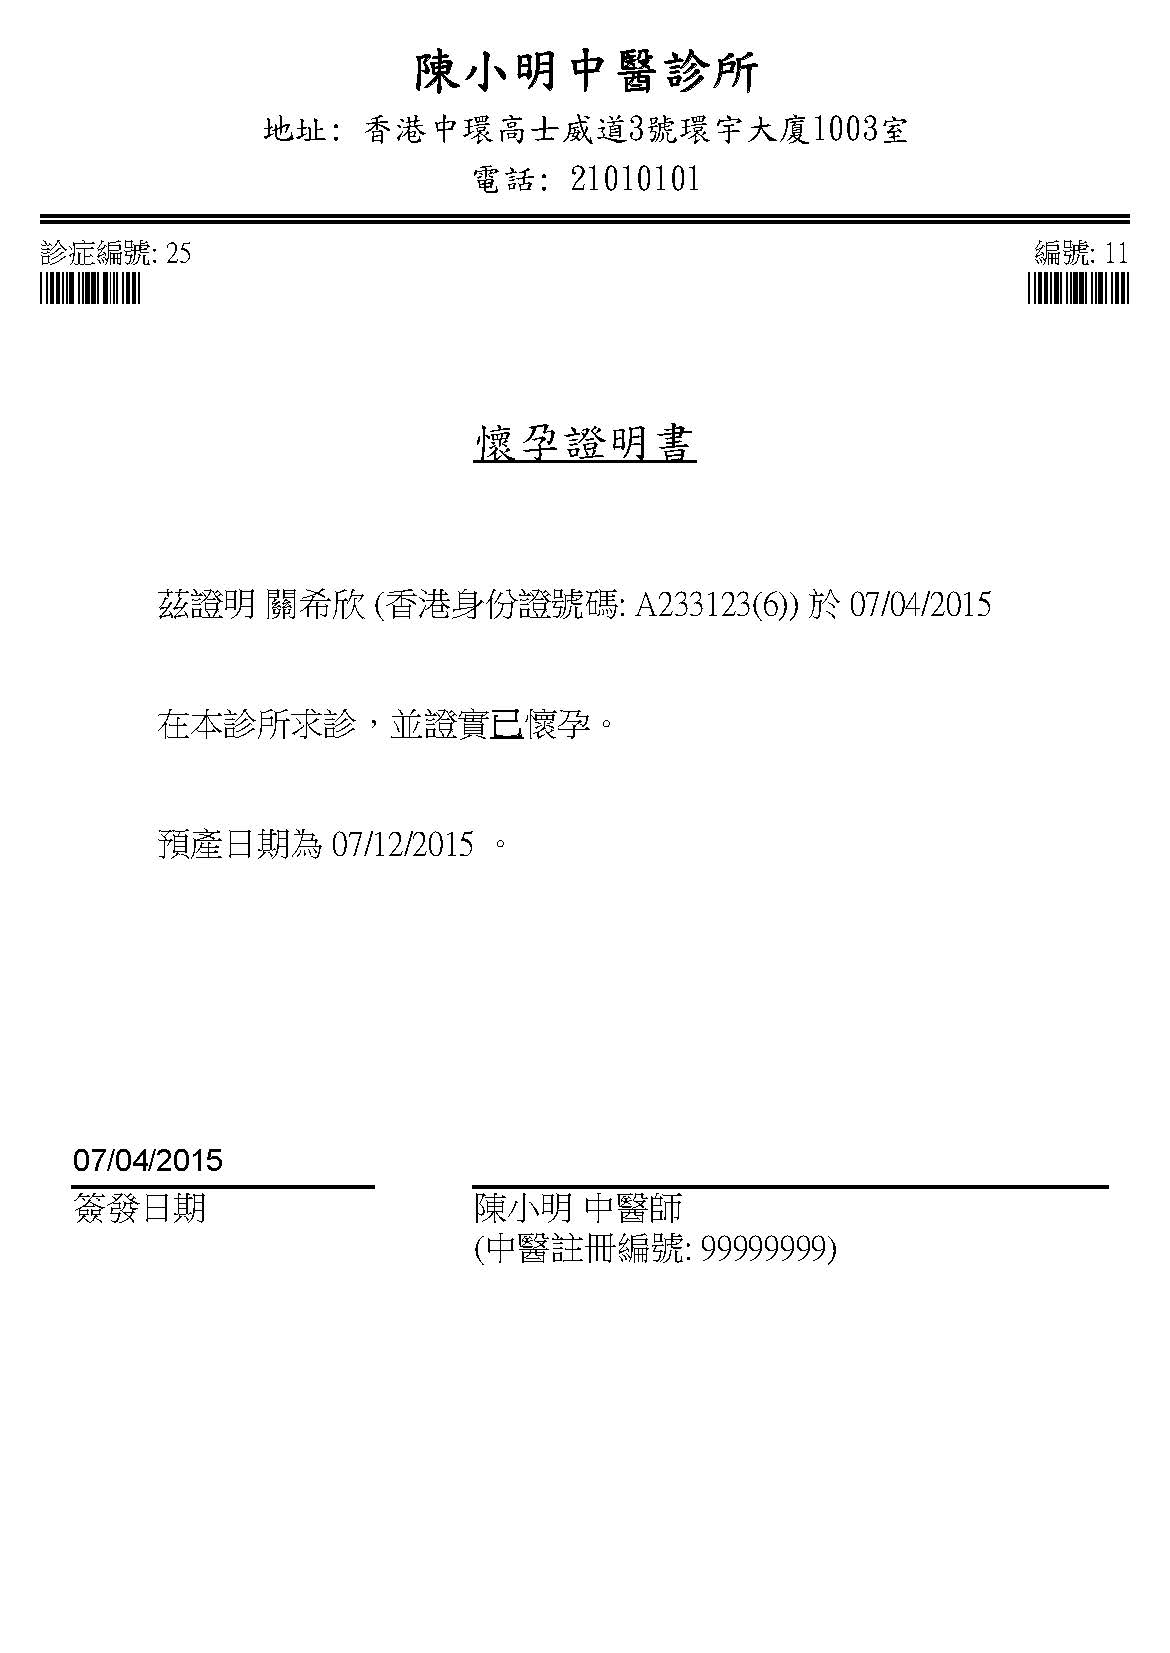 陳小明中醫診所
地址: 香港中環高士威道3號環宇大廈1003室
電話: 21010101
診症編號: 25
編號: 11
懷孕證明書
茲證明 關希欣 (香港身份證號碼: A233123(6)) 於 07/04/2015
在本診所求診，並證實已懷孕。
預產日期為 07/12/2015 。
07/04/2015
簽發日期
陳小明 中醫師
(中醫註冊編號: 99999999)